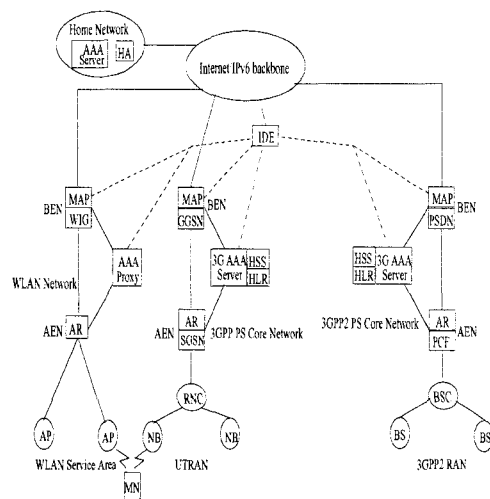 Home Network
AAA
Server
HA
Internet/IPv6 backbone
IDE
BEN
MAP
WIG
MAP
GGSN
BEN
MAP
PSDN
BEN
AAA
Proxy
3G AAA
Server
HSS
HLR
HSS
HLR
3G AAA
Server
WLAN Network
AEN
AR
AEN
AR
SGSN
3GPP PS Core Network
3GPP2 PS Core Network
AR
PCF
AEN
RNC
BSC
AP
AP
NB
NB
BS
BS
WLAN Service Area
UTRAN
3GPP2 RAN
MN